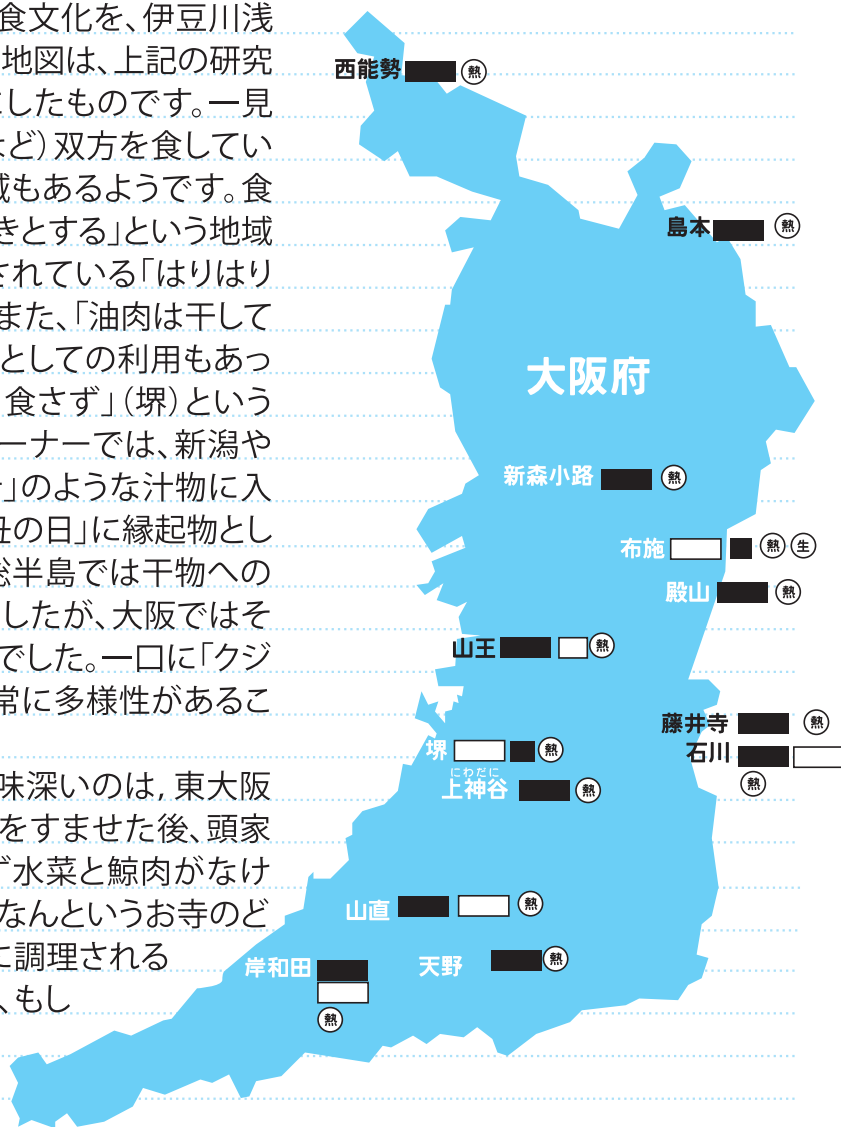 食文化を、伊豆川浅
地図は、上記の研究
したものです。一見
ど）双方を食してい
域もあるようです。食
きとする」という地域
されている「はりはり
また、「油肉は干して
としての利用もあっ
食さず」（堺）という
ーナーでは、新潟や
」のような汁物に入
丑の日」に縁起物とし
総半島では干物への
したが、大阪ではそ
でした。一口に「クジ
常に多様性があるこ
味深いのは，東大阪
をすませた後、頭家
ず水菜と鯨肉がなけ
なんというお寺のど
に調理される
、もし
西能勢 熱
島本 熱
大阪府
新森小路 熱
布施 熱 生
殿山 熱
山王 熱
藤井寺 熱
石川
熱
堺 熱
にわだに
上神谷 熱
山直 熱
岸和田
熱
天野 熱